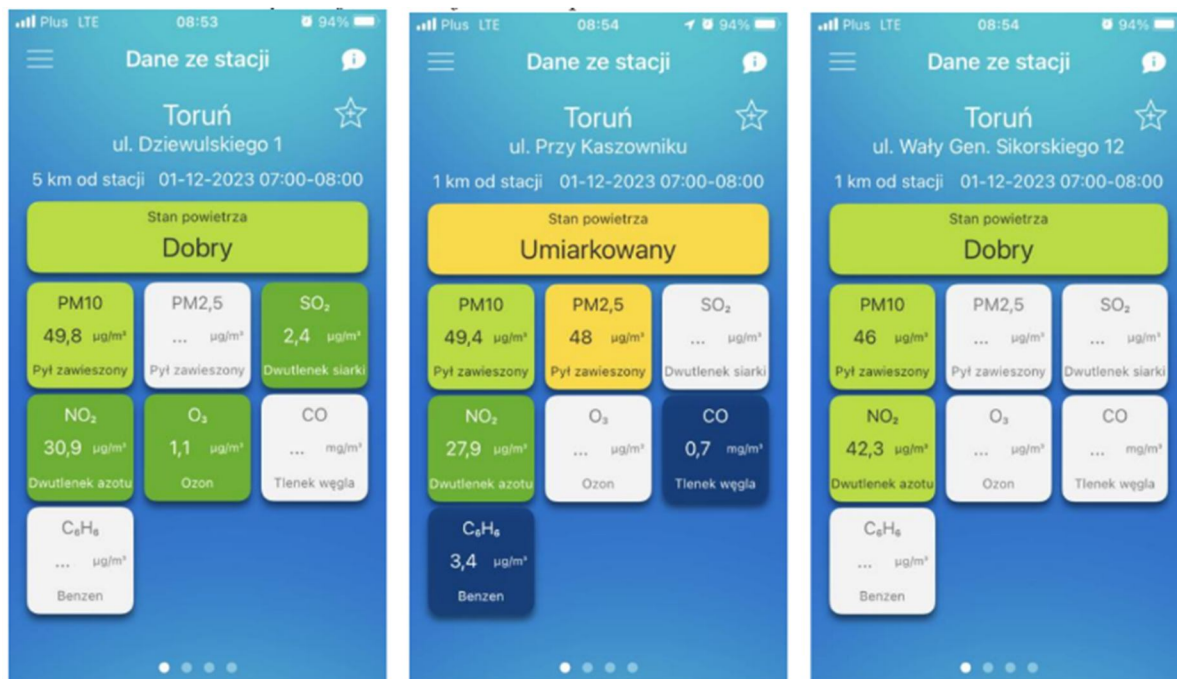 Plus LTE 08:53 94%
Dane ze stacji
Toruń
ul. Dziewulskiego 1
5 km od stacji 01-12-2023 07:00-08:00
Stan powietrza
Dobry
PM10 PM2,5 SO₂
49,8 µg/m³ ... µg/m³ 2,4 µg/m³
Pył zawieszony Pył zawieszony Dwutlenek siarki
NO₂ O₃ CO
30,9 µg/m³ 1,1 µg/m³ ... mg/m³
Dwutlenek azotu Ozon Tlenek węgla
C₆H₆
... µg/m³
Benzen
Plus LTE 08:54 94%
Dane ze stacji
Toruń
ul. Przy Kaszowniku
1 km od stacji 01-12-2023 07:00-08:00
Stan powietrza
Umiarkowany
PM10 PM2,5 SO₂
49,4 µg/m³ 48 µg/m³ ... µg/m³
Pył zawieszony Pył zawieszony Dwutlenek siarki
NO₂ O₃ CO
27,9 µg/m³ ... µg/m³ 0,7 mg/m³
Dwutlenek azotu Ozon Tlenek węgla
C₆H₆
3,4 µg/m³
Benzen
Plus LTE 08:54 94%
Dane ze stacji
Toruń
ul. Wały Gen. Sikorskiego 12
1 km od stacji 01-12-2023 07:00-08:00
Stan powietrza
Dobry
PM10 PM2,5 SO₂
46 µg/m³ ... µg/m³ ... µg/m³
Pył zawieszony Pył zawieszony Dwutlenek siarki
NO₂ O₃ CO
42,3 µg/m³ ... µg/m³ ... mg/m³
Dwutlenek azotu Ozon Tlenek węgla
C₆H₆
... µg/m³
Benzen